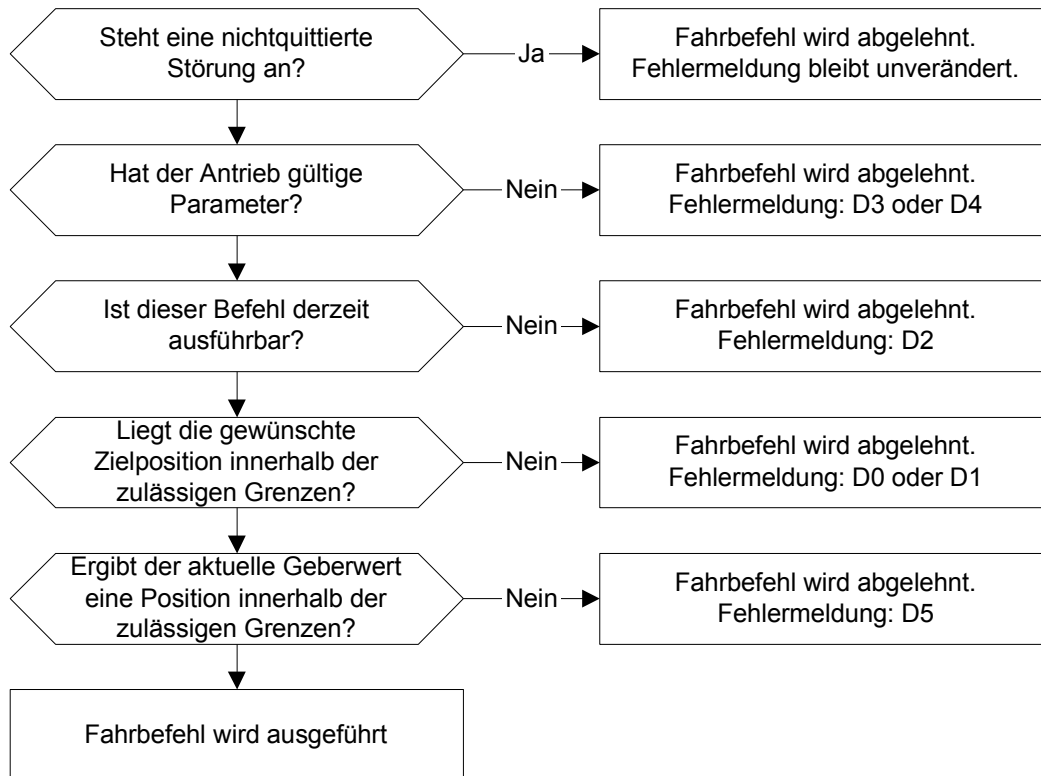 Steht eine nichtquittierte
Störung an?
Ja
Fahrbefehl wird abgelehnt.
Fehlermeldung bleibt unverändert.
Hat der Antrieb gültige
Parameter?
Nein
Fahrbefehl wird abgelehnt.
Fehlermeldung: D3 oder D4
Ist dieser Befehl derzeit
ausführbar?
Nein
Fahrbefehl wird abgelehnt.
Fehlermeldung: D2
Liegt die gewünschte
Zielposition innerhalb der
zulässigen Grenzen?
Nein
Fahrbefehl wird abgelehnt.
Fehlermeldung: D0 oder D1
Ergibt der aktuelle Geberwert
eine Position innerhalb der
zulässigen Grenzen?
Nein
Fahrbefehl wird abgelehnt.
Fehlermeldung: D5
Fahrbefehl wird ausgeführt